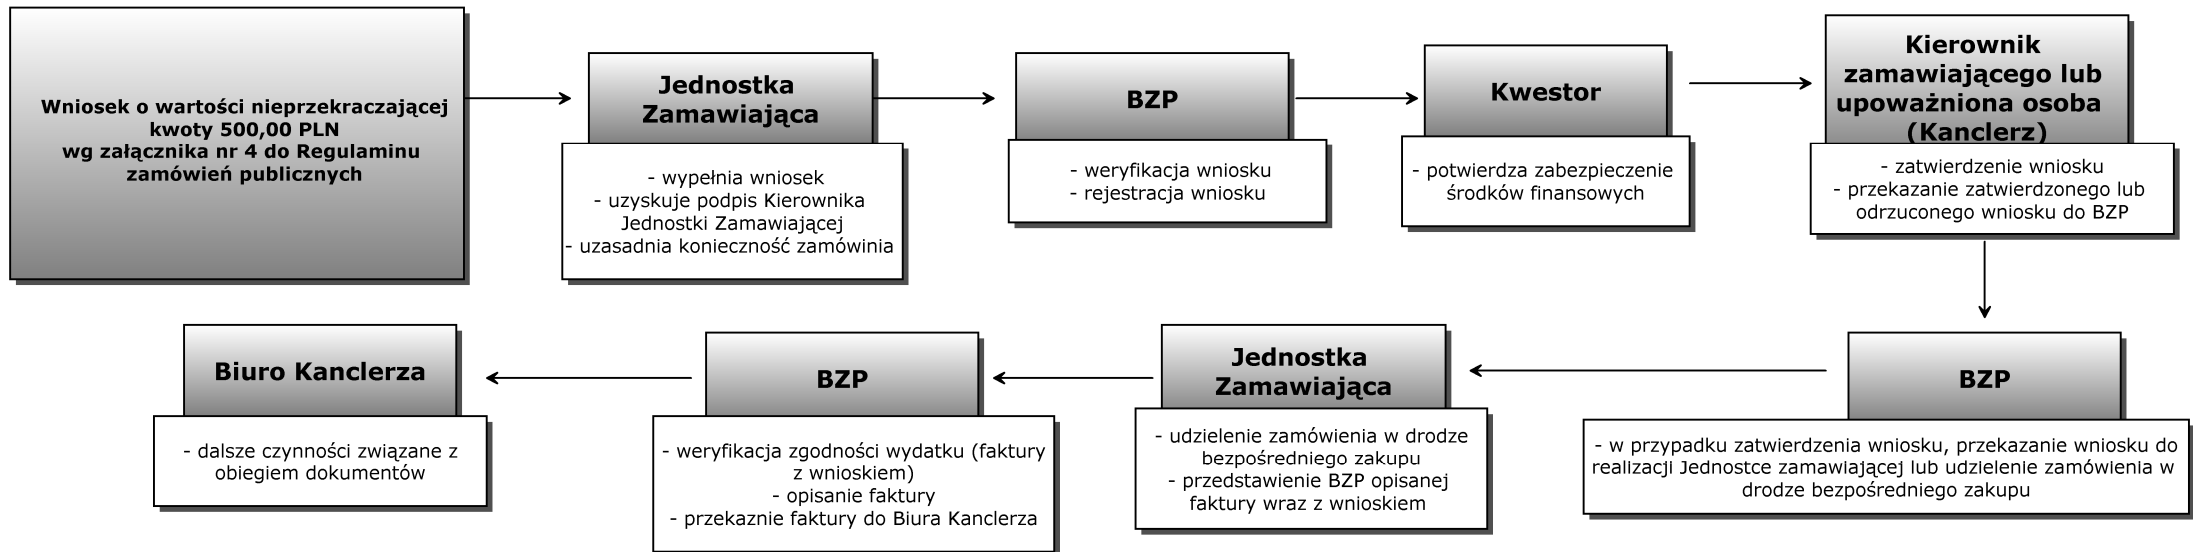 Wniosek o wartości nieprzekraczającej
kwoty 500,00 PLN
wg załącznika nr 4 do Regulaminu
zamówień publicznych
Jednostka
Zamawiająca
- wypełnia wniosek
- uzyskuje podpis Kierownika
Jednostki Zamawiającej
- uzasadnia konieczność zamówinia
BZP
- weryfikacja wniosku
- rejestracja wniosku
Kwestor
- potwierdza zabezpieczenie
środków finansowych
Kierownik
zamawiającego lub
upoważniona osoba
(Kanclerz)
- zatwierdzenie wniosku
- przekazanie zatwierdzonego lub
odrzuconego wniosku do BZP
BZP
- w przypadku zatwierdzenia wniosku, przekazanie wniosku do
realizacji Jednostce zamawiającej lub udzielenie zamówienia w
drodze bezpośredniego zakupu
Jednostka
Zamawiająca
- udzielenie zamówienia w drodze
bezpośredniego zakupu
- przedstawienie BZP opisanej
faktury wraz z wnioskiem
BZP
- weryfikacja zgodności wydatku (faktury
z wnioskiem)
- opisanie faktury
- przekaznie faktury do Biura Kanclerza
Biuro Kanclerza
- dalsze czynności związane z
obiegiem dokumentów